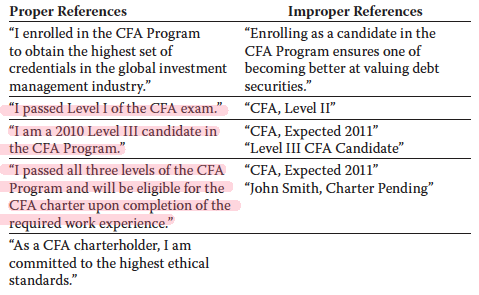 Proper References
Improper References
“I enrolled in the CFA Program
to obtain the highest set of
credentials in the global investment
management industry.”
“Enrolling as a candidate in the
CFA Program ensures one of
becoming better at valuing debt
securities.”
“I passed Level I of the CFA exam.”
“CFA, Level II”
“I am a 2010 Level III candidate in
the CFA Program.”
“CFA, Expected 2011”
“Level III CFA Candidate”
“I passed all three levels of the CFA
Program and will be eligible for the
CFA charter upon completion of the
required work experience.”
“CFA, Expected 2011”
“John Smith, Charter Pending”
“As a CFA charterholder, I am
committed to the highest ethical
standards.”